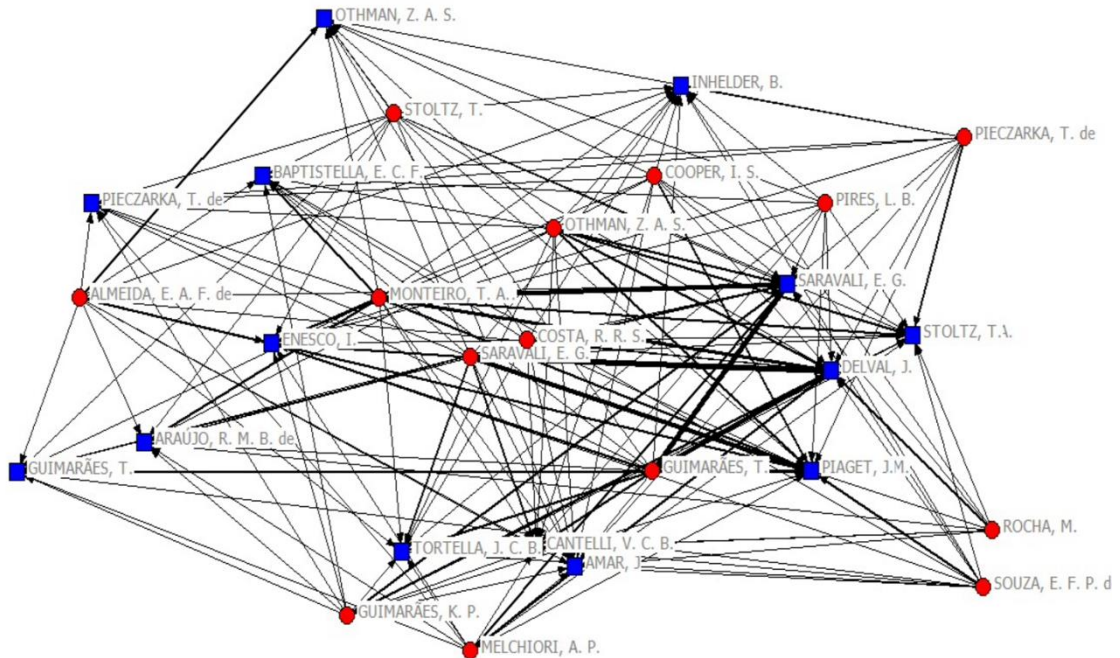 OTHMAN, Z. A. S.
INHELDER, B.
STOLTZ, T.
PIECZARKA, T. de
BAPTISTELLA, E. C. F.
COOPER, I. S.
PIECZARKA, T. de
PIRES, L. B.
OTHMAN, Z. A. S.
SARAVALI, E. G.
ALMEIDA, E. A. F. de
MONTEIRO, T. A.
STOLTZ, T.A.
ENESCO, I.
COSTA, R. R. S.
SARAVALI, E. G.
DELVAL, J.
ARAÚJO, R. M. B. de
GUIMARÃES, T.
GUIMARÃES, T.
PIAGET, J.M.
ROCHA, M.
TORTELLA, J. C. B.
CANTELLI, V. C. B.
AMAR, J
SOUZA, E. F. P. d
GUIMARÃES, K. P.
MELCHIORI, A. P.